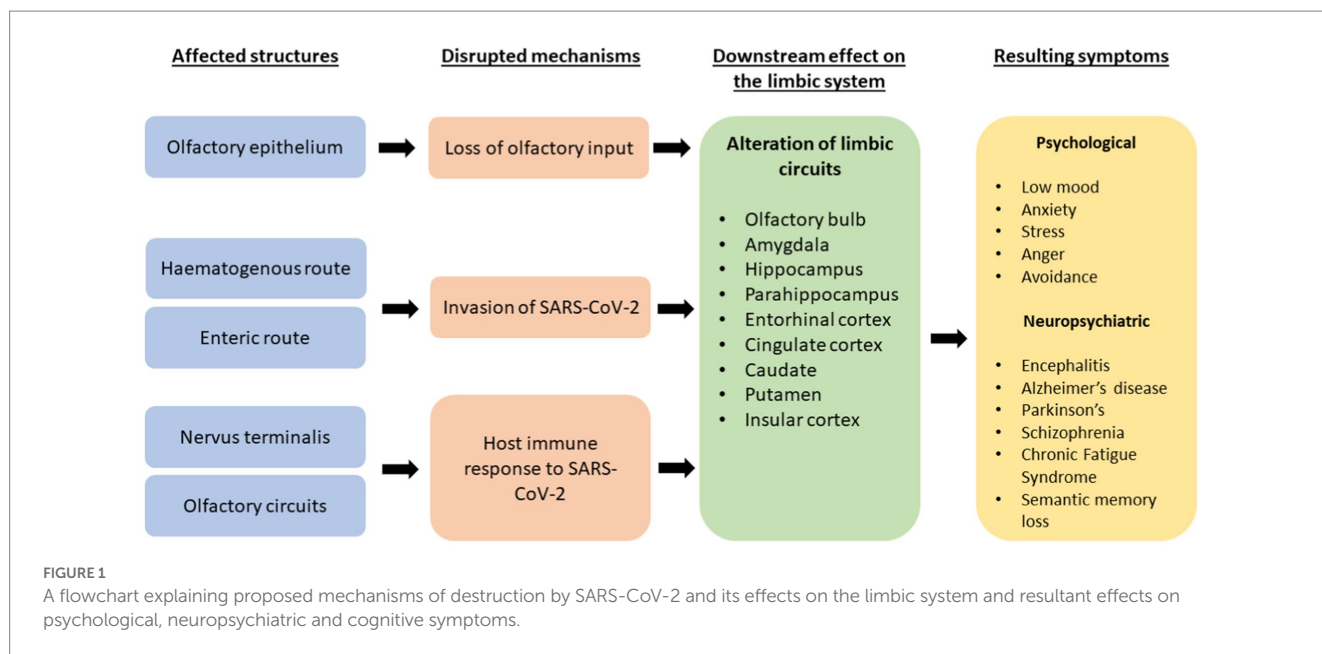 Affected structures
Disrupted mechanisms
Downstream effect on
the limbic system
Resulting symptoms
Olfactory epithelium
Haematogenous route
Enteric route
Nervus terminalis
Olfactory circuits
Loss of olfactory input
Invasion of SARS-CoV-2
Host immune
response to SARS-
CoV-2
Alteration of limbic
circuits
• Olfactory bulb
• Amygdala
• Hippocampus
• Parahippocampus
• Entorhinal cortex
• Cingulate cortex
• Caudate
• Putamen
• Insular cortex
Psychological
• Low mood
• Anxiety
• Stress
• Anger
• Avoidance
Neuropsychiatric
• Encephalitis
• Alzheimer's disease
• Parkinson's
• Schizophrenia
• Chronic Fatigue
Syndrome
• Semantic memory
loss
FIGURE 1
A flowchart explaining proposed mechanisms of destruction by SARS-CoV-2 and its effects on the limbic system and resultant effects on
psychological, neuropsychiatric and cognitive symptoms.